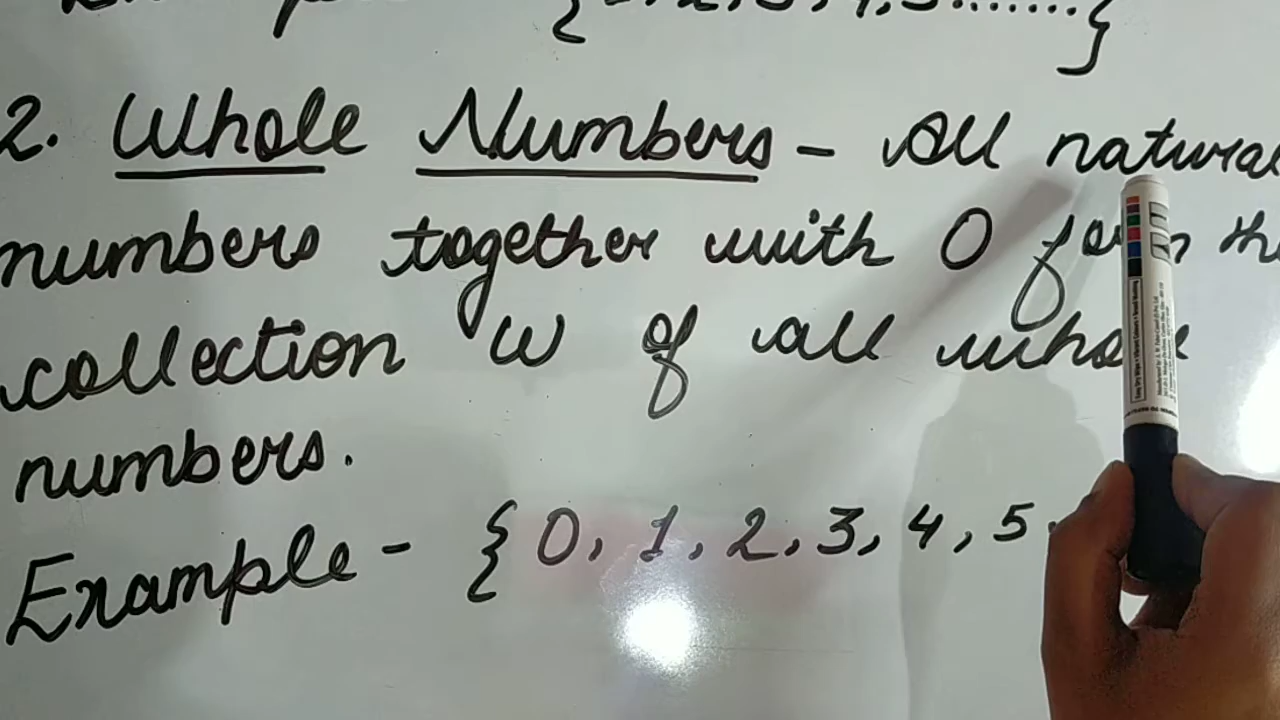 2. Whole Numbers - All natural
numbers together with 0 form the
collection W of all whole
numbers.
Example - { 0, 1, 2, 3, 4, 5